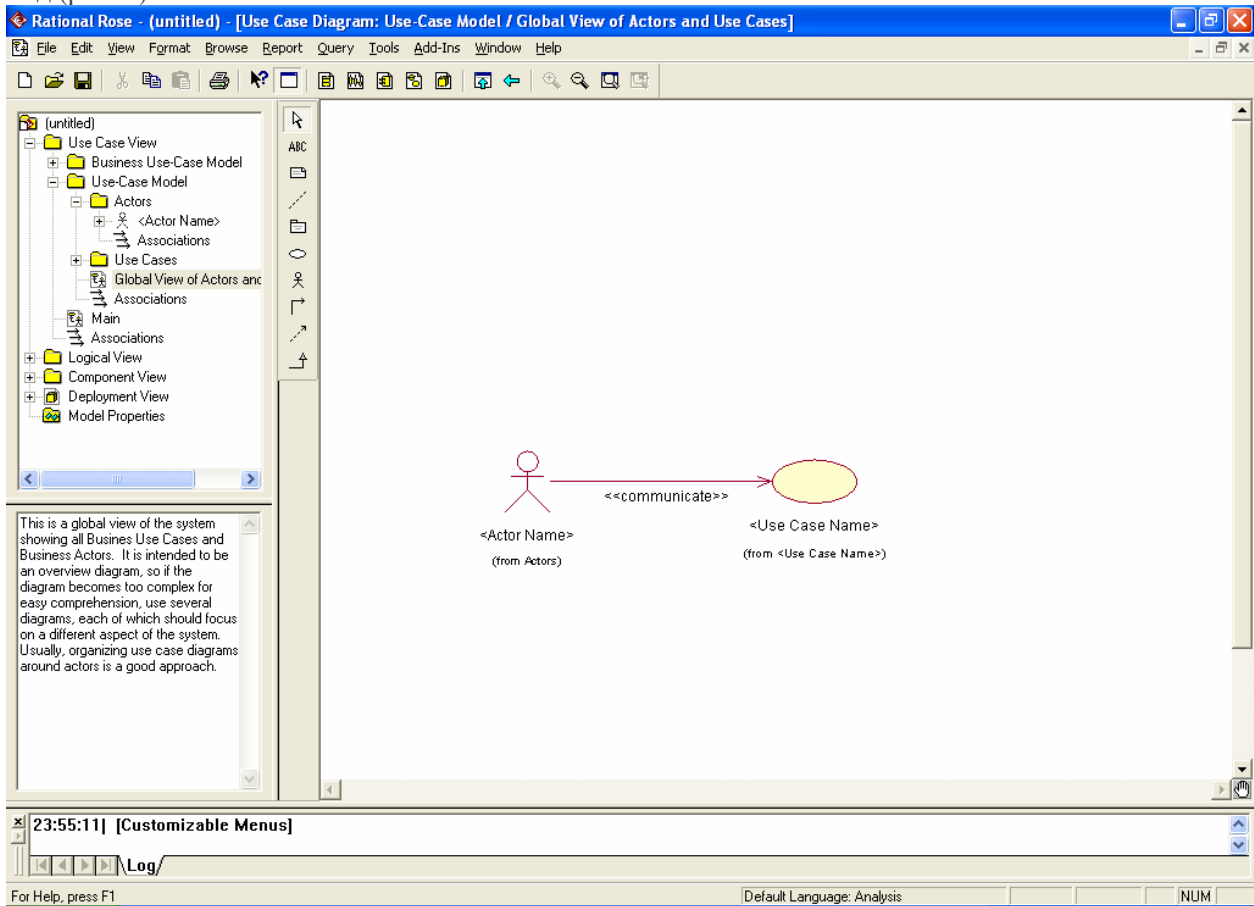 Rational Rose - (untitled) - [Use Case Diagram: Use-Case Model / Global View of Actors and Use Cases]
File Edit View Format Browse Report Query Tools Add-Ins Window Help
(untitled)
Use Case View
Business Use-Case Model
Use-Case Model
Actors
<Actor Name>
Associations
Use Cases
Global View of Actors and
Associations
Main
Associations
Logical View
Component View
Deployment View
Model Properties
ABC
<<communicate>>
<Actor Name>
(from Actors)
<Use Case Name>
(from <Use Case Name>)
This is a global view of the system
showing all Busines Use Cases and
Business Actors. It is intended to be
an overview diagram, so if the
diagram becomes too complex for
easy comprehension, use several
diagrams, each of which should focus
on a different aspect of the system.
Usually, organizing use case diagrams
around actors is a good approach.
23:55:11| [Customizable Menus]
Log
For Help, press F1
Default Language: Analysis
NUM